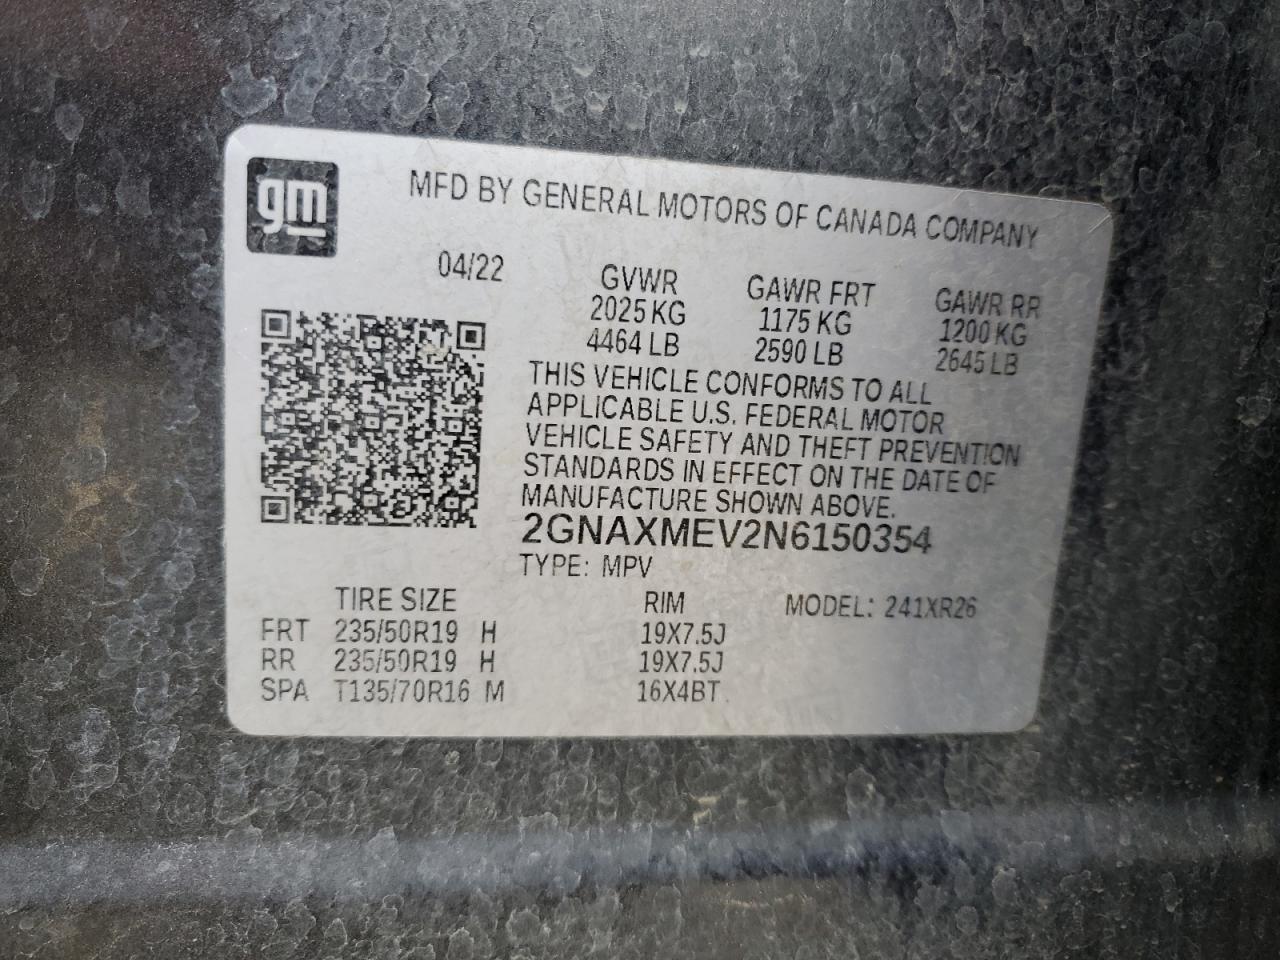 gm
MFD BY GENERAL MOTORS OF CANADA COMPANY
04/22 GVWR GAWR FRT GAWR RR
2025 KG 1175 KG 1200 KG
4464 LB 2590 LB 2645 LB
THIS VEHICLE CONFORMS TO ALL
APPLICABLE U.S. FEDERAL MOTOR
VEHICLE SAFETY AND THEFT PREVENTION
STANDARDS IN EFFECT ON THE DATE OF
MANUFACTURE SHOWN ABOVE.
2GNAXMEV2N6150354
TYPE: MPV
TIRE SIZE RIM MODEL: 241XR26
FRT 235/50R19 H 19X7.5J
RR 235/50R19 H 19X7.5J
SPA T135/70R16 M 16X4BT